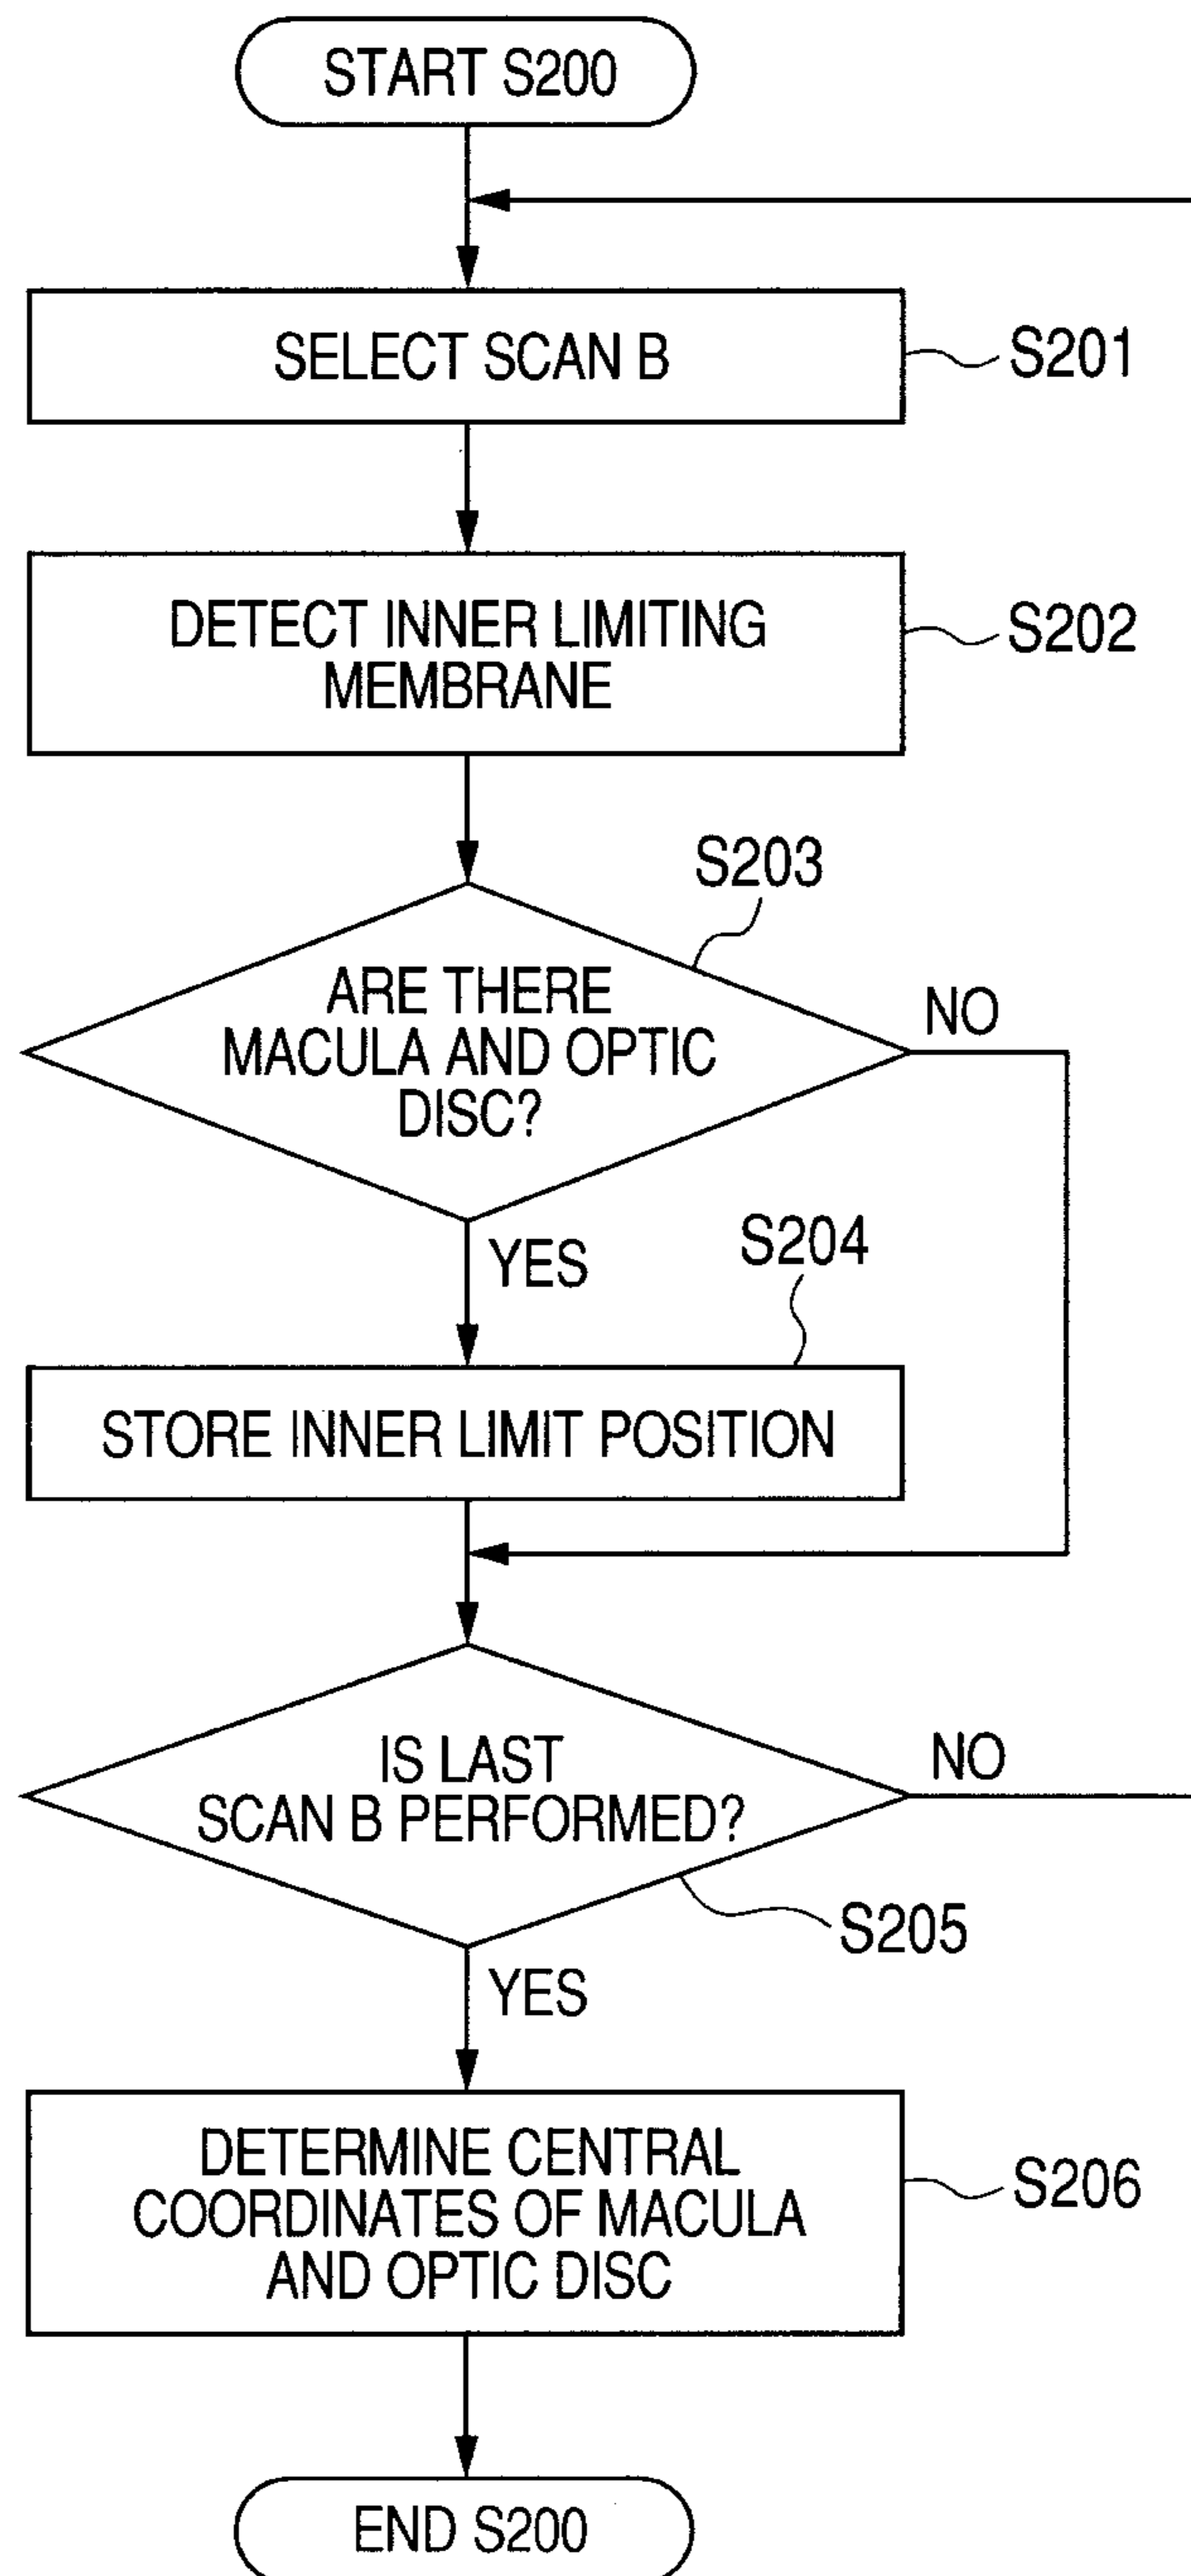 START S200
SELECT SCAN B
S201
DETECT INNER LIMITING
MEMBRANE
S202
S203
ARE THERE
MACULA AND OPTIC
DISC?
NO
YES
S204
STORE INNER LIMIT POSITION
IS LAST
SCAN B PERFORMED?
NO
S205
YES
DETERMINE CENTRAL
COORDINATES OF MACULA
AND OPTIC DISC
S206
END S200